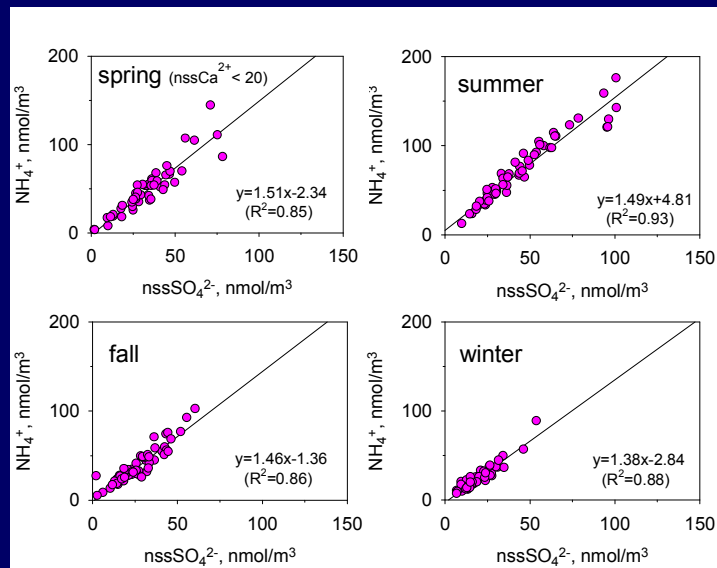 spring (nssCa²⁺ < 20)
200
150
100
50
0
NH₄⁺, nmol/m³
y=1.51x-2.34
(R²=0.85)
0 50 100 150
nssSO₄²⁻, nmol/m³
summer
200
150
100
50
0
NH₄⁺, nmol/m³
y=1.49x+4.81
(R²=0.93)
0 50 100 150
nssSO₄²⁻, nmol/m³
fall
200
100
0
NH₄⁺, nmol/m³
y=1.46x-1.36
(R²=0.86)
0 50 100 150
nssSO₄²⁻, nmol/m³
winter
200
100
0
NH₄⁺, nmol/m³
y=1.38x-2.84
(R²=0.88)
0 50 100 150
nssSO₄²⁻, nmol/m³